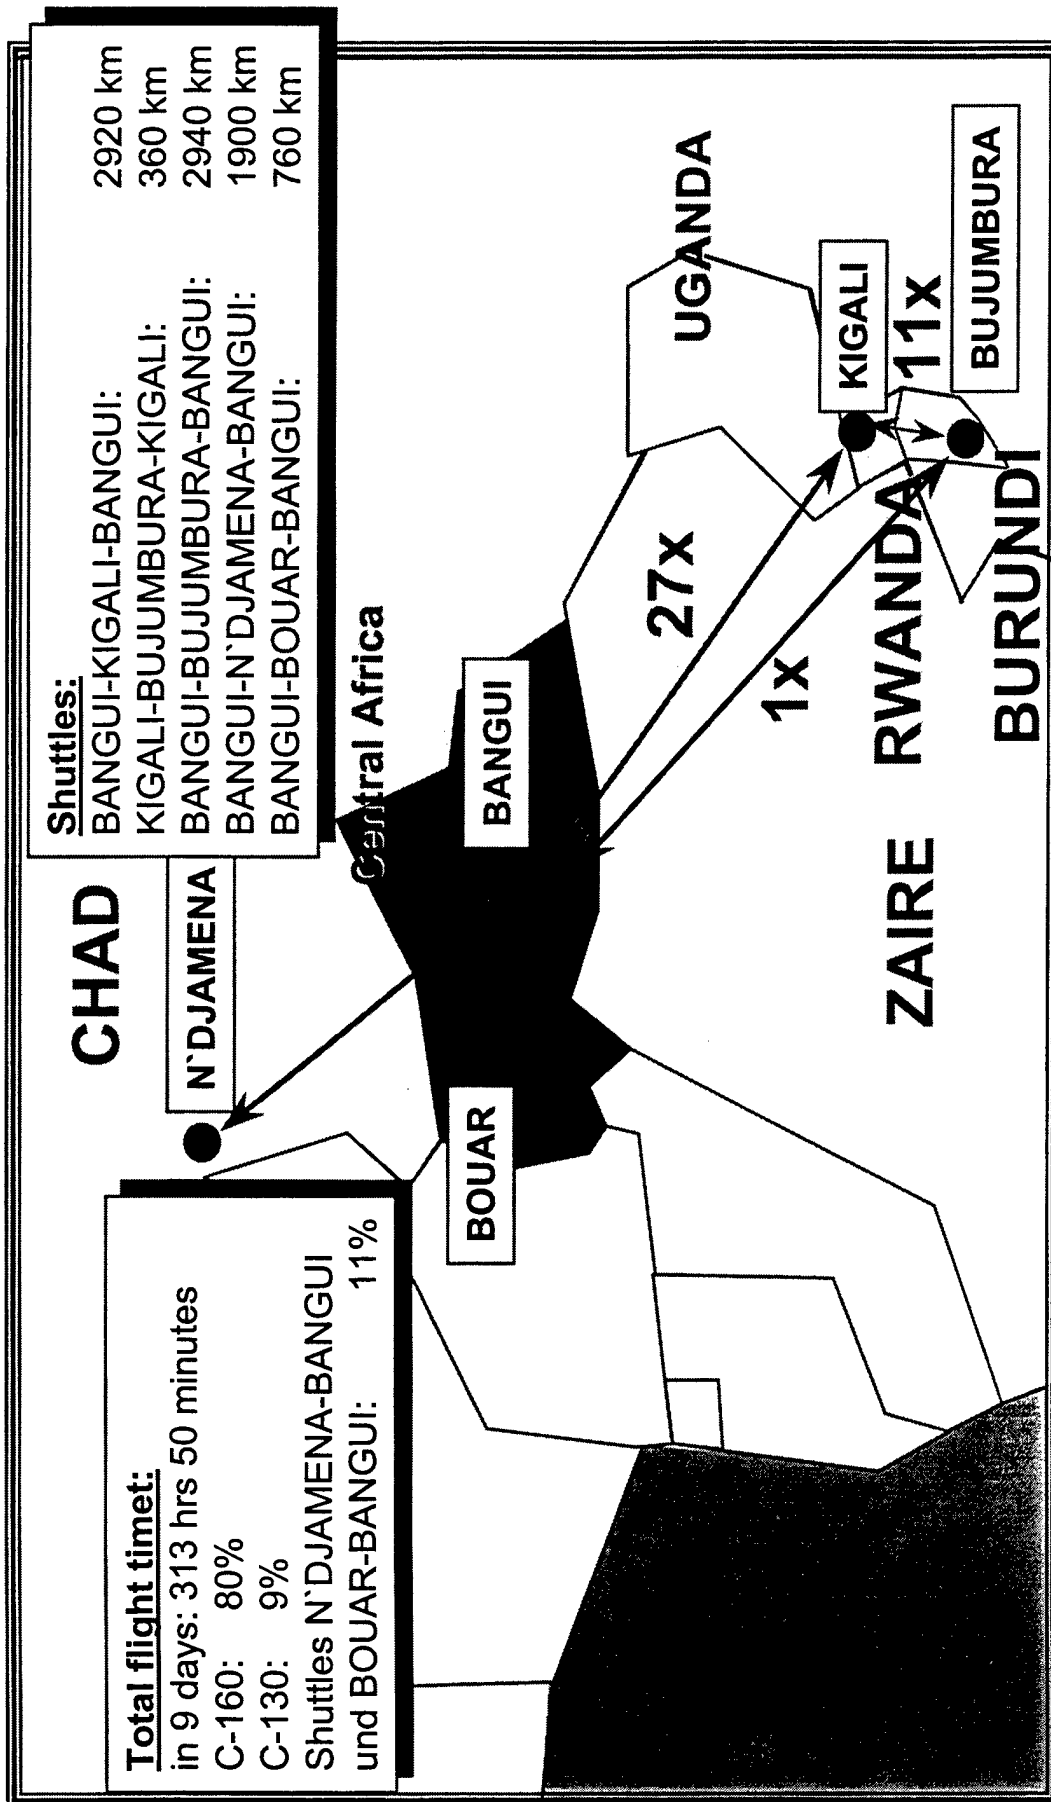 Total flight timet:
in 9 days: 313 hrs 50 minutes
C-160: 80%
C-130: 9%
Shuttles N`DJAMENA-BANGUI
und BOUAR-BANGUI: 11%
CHAD
N`DJAMENA
Shuttles:
BANGUI-KIGALI-BANGUI: 2920 km
KIGALI-BUJUMBURA-KIGALI: 360 km
BANGUI-BUJUMBURA-BANGUI: 2940 km
BANGUI-N`DJAMENA-BANGUI: 1900 km
BANGUI-BOUAR-BANGUI: 760 km
Central Africa
BOUAR
BANGUI
27x
UGANDA
1x
KIGALI
ZAIRE
RWANDA
11x
BURUNDI
BUJUMBURA